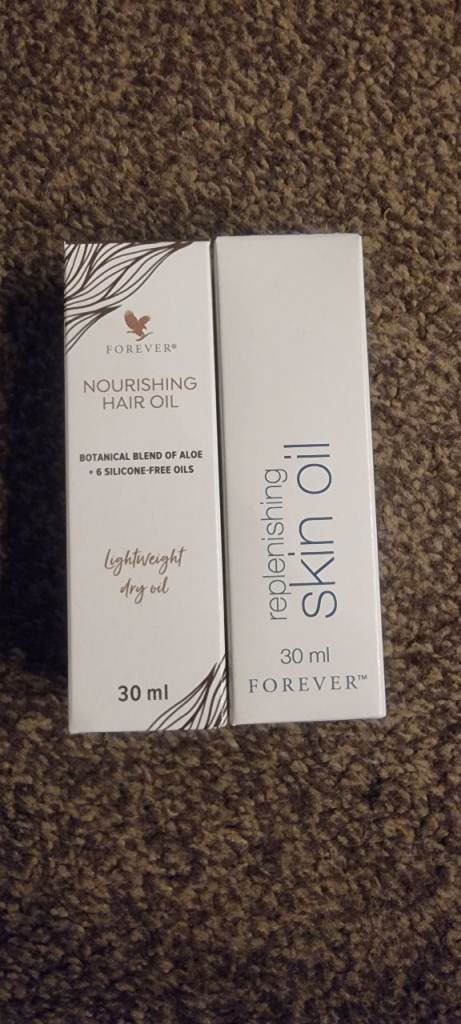 FOREVER®
NOURISHING
HAIR OIL
BOTANICAL BLEND OF ALOE
+ 6 SILICONE-FREE OILS
Lightweight
dry oil
30 ml
replenishing
skin oil
30 ml
FOREVER™